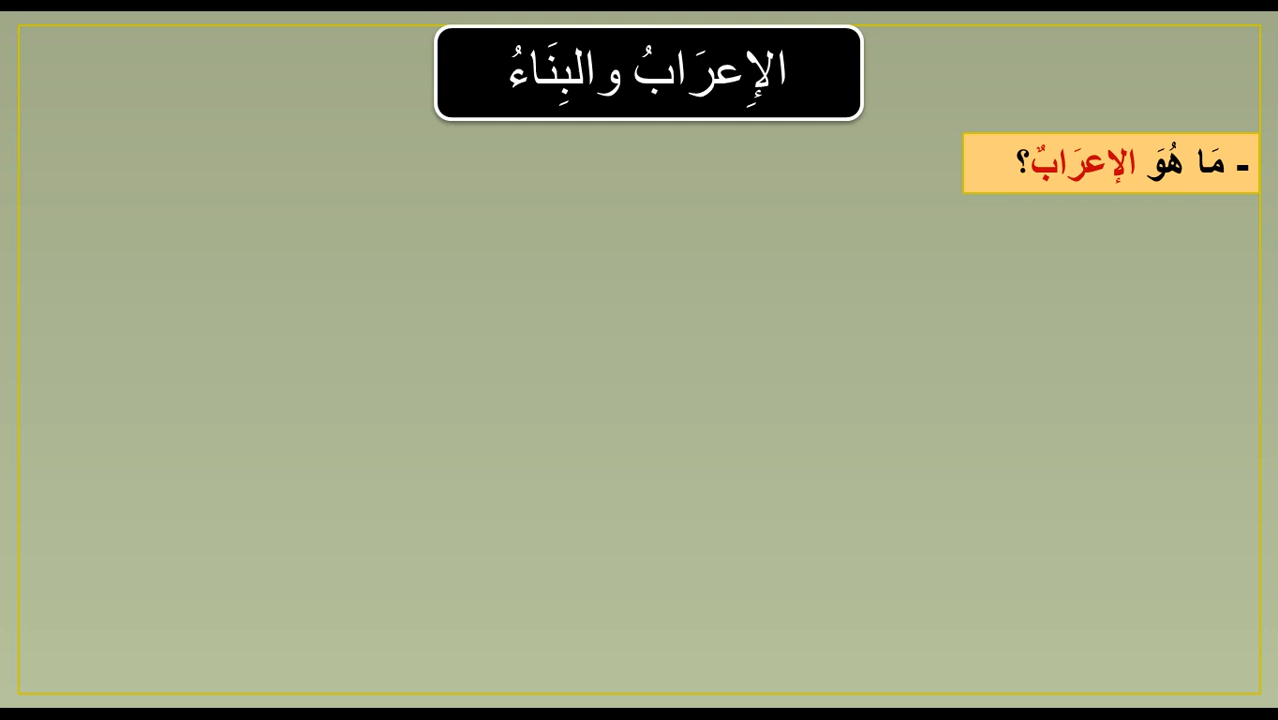 الإِعرَابُ والبِنَاءُ
- مَا هُوَ الإعرَابٌ؟